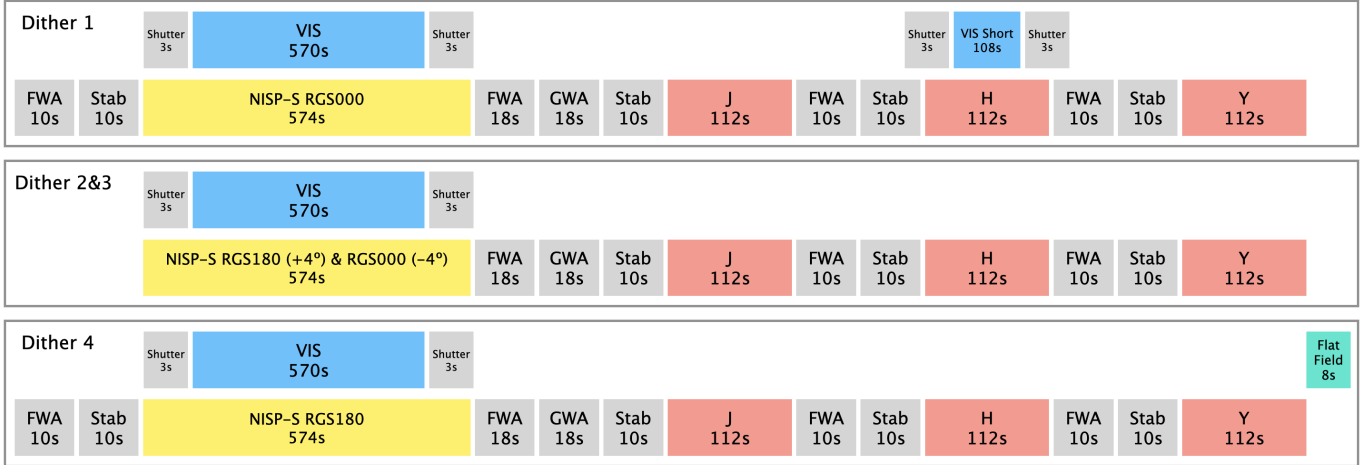 Dither 1
Shutter
3s
VIS
570s
Shutter
3s
Shutter
3s
VIS Short
108s
Shutter
3s
FWA
10s
Stab
10s
NISP-S RGS000
574s
FWA
18s
GWA
18s
Stab
10s
J
112s
FWA
10s
Stab
10s
H
112s
FWA
10s
Stab
10s
Y
112s
Dither 2&3
Shutter
3s
VIS
570s
Shutter
3s
NISP-S RGS180 (+4º) & RGS000 (-4º)
574s
FWA
18s
GWA
18s
Stab
10s
J
112s
FWA
10s
Stab
10s
H
112s
FWA
10s
Stab
10s
Y
112s
Dither 4
Shutter
3s
VIS
570s
Shutter
3s
Flat
Field
8s
FWA
10s
Stab
10s
NISP-S RGS180
574s
FWA
18s
GWA
18s
Stab
10s
J
112s
FWA
10s
Stab
10s
H
112s
FWA
10s
Stab
10s
Y
112s